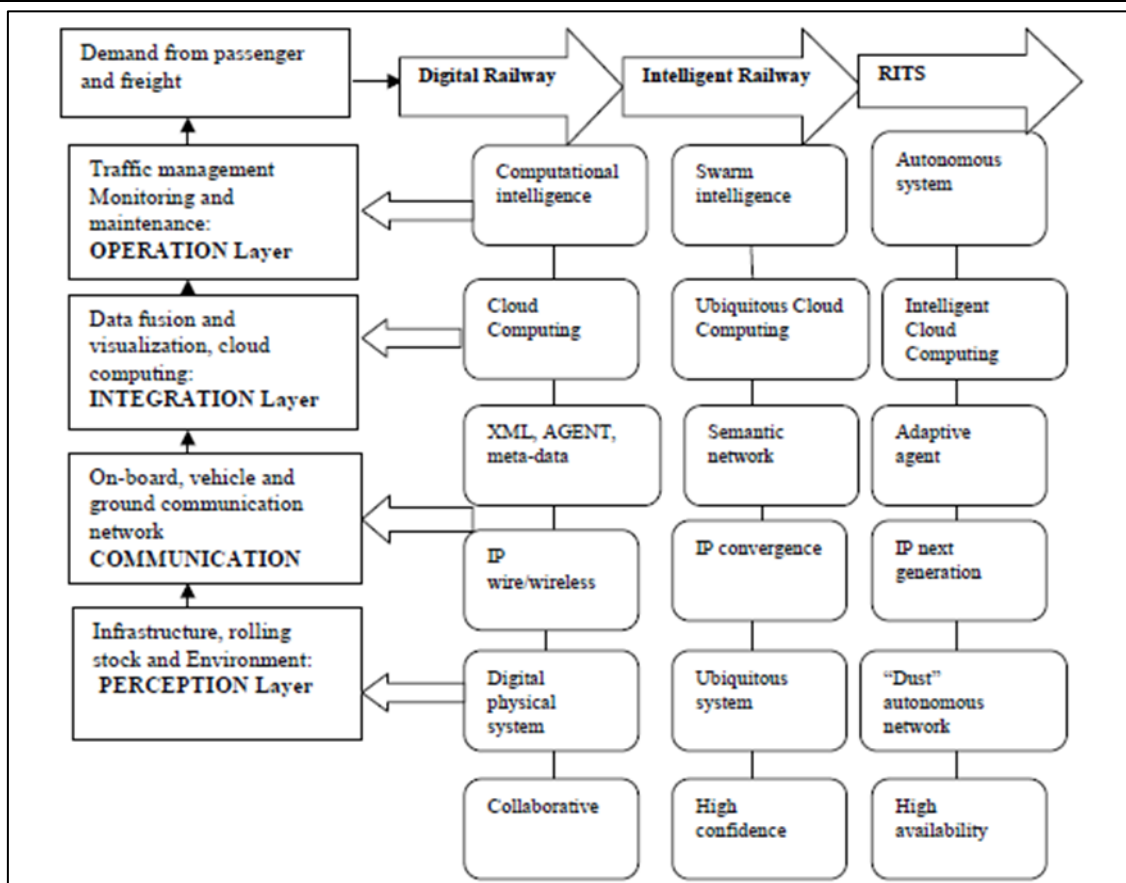 Demand from passenger
and freight
Digital Railway
Intelligent Railway
RITS
Traffic management
Monitoring and
maintenance:
OPERATION Layer
Computational
intelligence
Swarm
intelligence
Autonomous
system
Data fusion and
visualization, cloud
computing:
INTEGRATION Layer
Cloud
Computing
Ubiquitous Cloud
Computing
Intelligent
Cloud
Computing
XML, AGENT,
meta-data
Semantic
network
Adaptive
agent
On-board, vehicle and
ground communication
network
COMMUNICATION
IP
wire/wireless
IP convergence
IP next
generation
Infrastructure, rolling
stock and Environment:
PERCEPTION Layer
Digital
physical
system
Ubiquitous
system
“Dust”
autonomous
network
Collaborative
High
confidence
High
availability